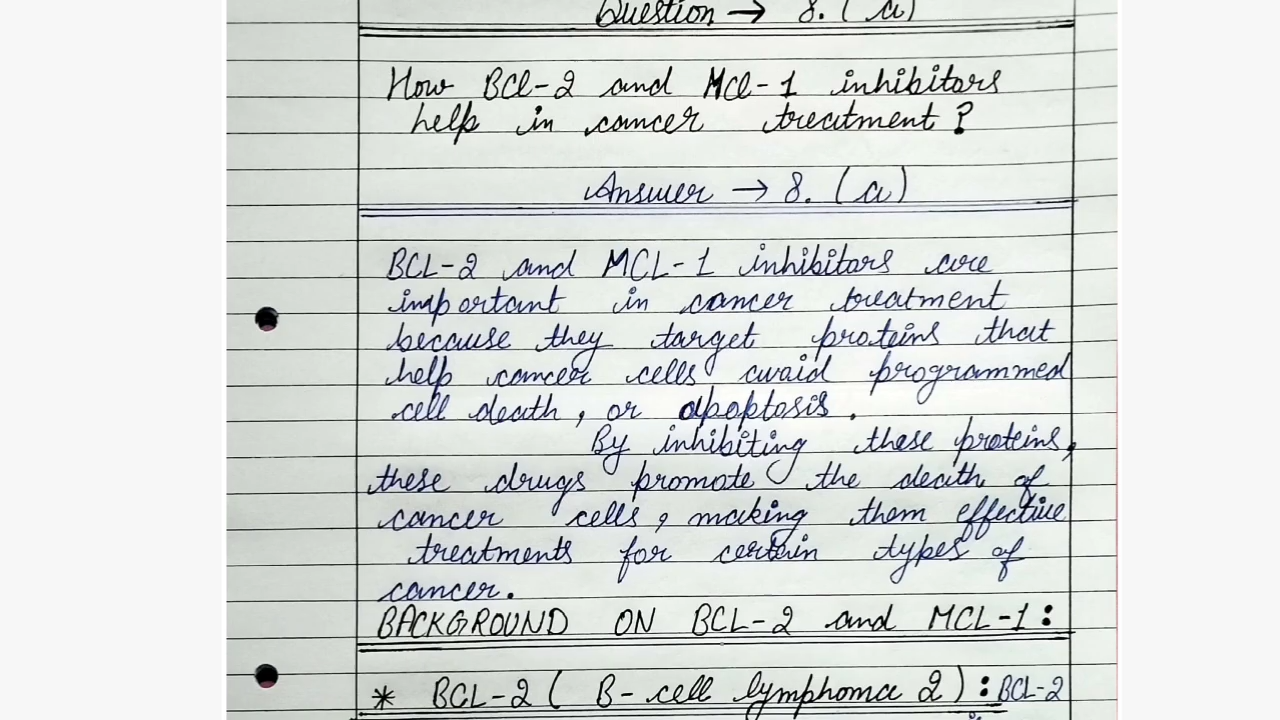 Question → 8. (a)
How BCl-2 and MCl-1 inhibitors
help in cancer treatment?
Answer → 8. (a)
BCL-2 and MCL-1 inhibitors are
important in cancer treatment
because they target proteins that
help cancer cells avoid programmed
cell death, or apoptosis.
By inhibiting these proteins,
these drugs promote the death of
cancer cells, making them effective
treatments for certain types of
cancer.
BACKGROUND ON BCL-2 and MCL-1:
* BCL-2 ( B-cell lymphoma 2) : BCL-2